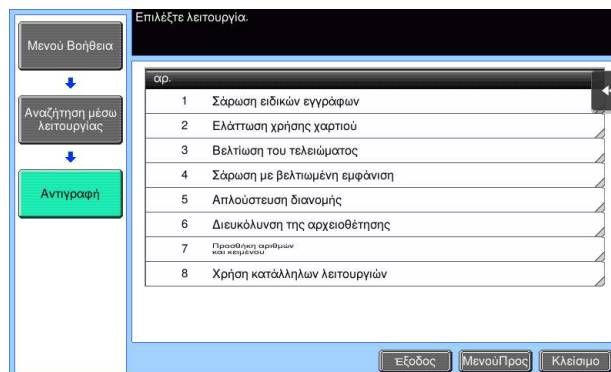 Επιλέξτε λειτουργία.
Μενού Βοήθεια
Αναζήτηση μέσω
λειτουργίας
Αντιγραφή
αρ.
1 Σάρωση ειδικών εγγράφων
2 Ελάττωση χρήσης χαρτιού
3 Βελτίωση του τελειώματος
4 Σάρωση με βελτιωμένη εμφάνιση
5 Απλούστευση διανομής
6 Διευκόλυνση της αρχειοθέτησης
7 Προσθήκη αριθμών
και κειμένου
8 Χρήση κατάλληλων λειτουργιών
Έξοδος ΜενούΠρος Κλείσιμο